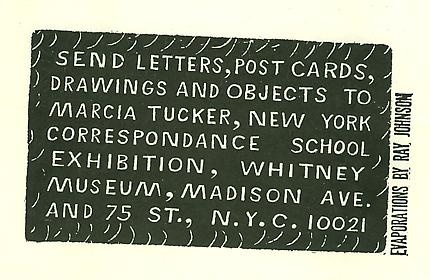 SEND LETTERS, POST CARDS,
DRAWINGS AND OBJECTS TO
MARCIA TUCKER, NEW YORK
CORRESPONDANCE SCHOOL
EXHIBITION, WHITNEY
MUSEUM, MADISON AVE.
AND 75 ST., N.Y.C. 10021
EVAPORATIONS BY RAY JOHNSON